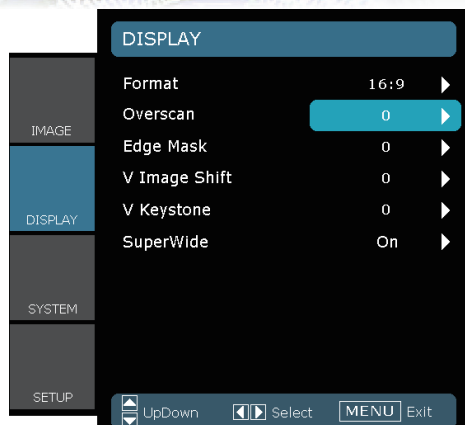 DISPLAY
IMAGE
DISPLAY
SYSTEM
SETUP
Format 16:9
Overscan 0
Edge Mask 0
V Image Shift 0
V Keystone 0
SuperWide On
UpDown Select MENU Exit